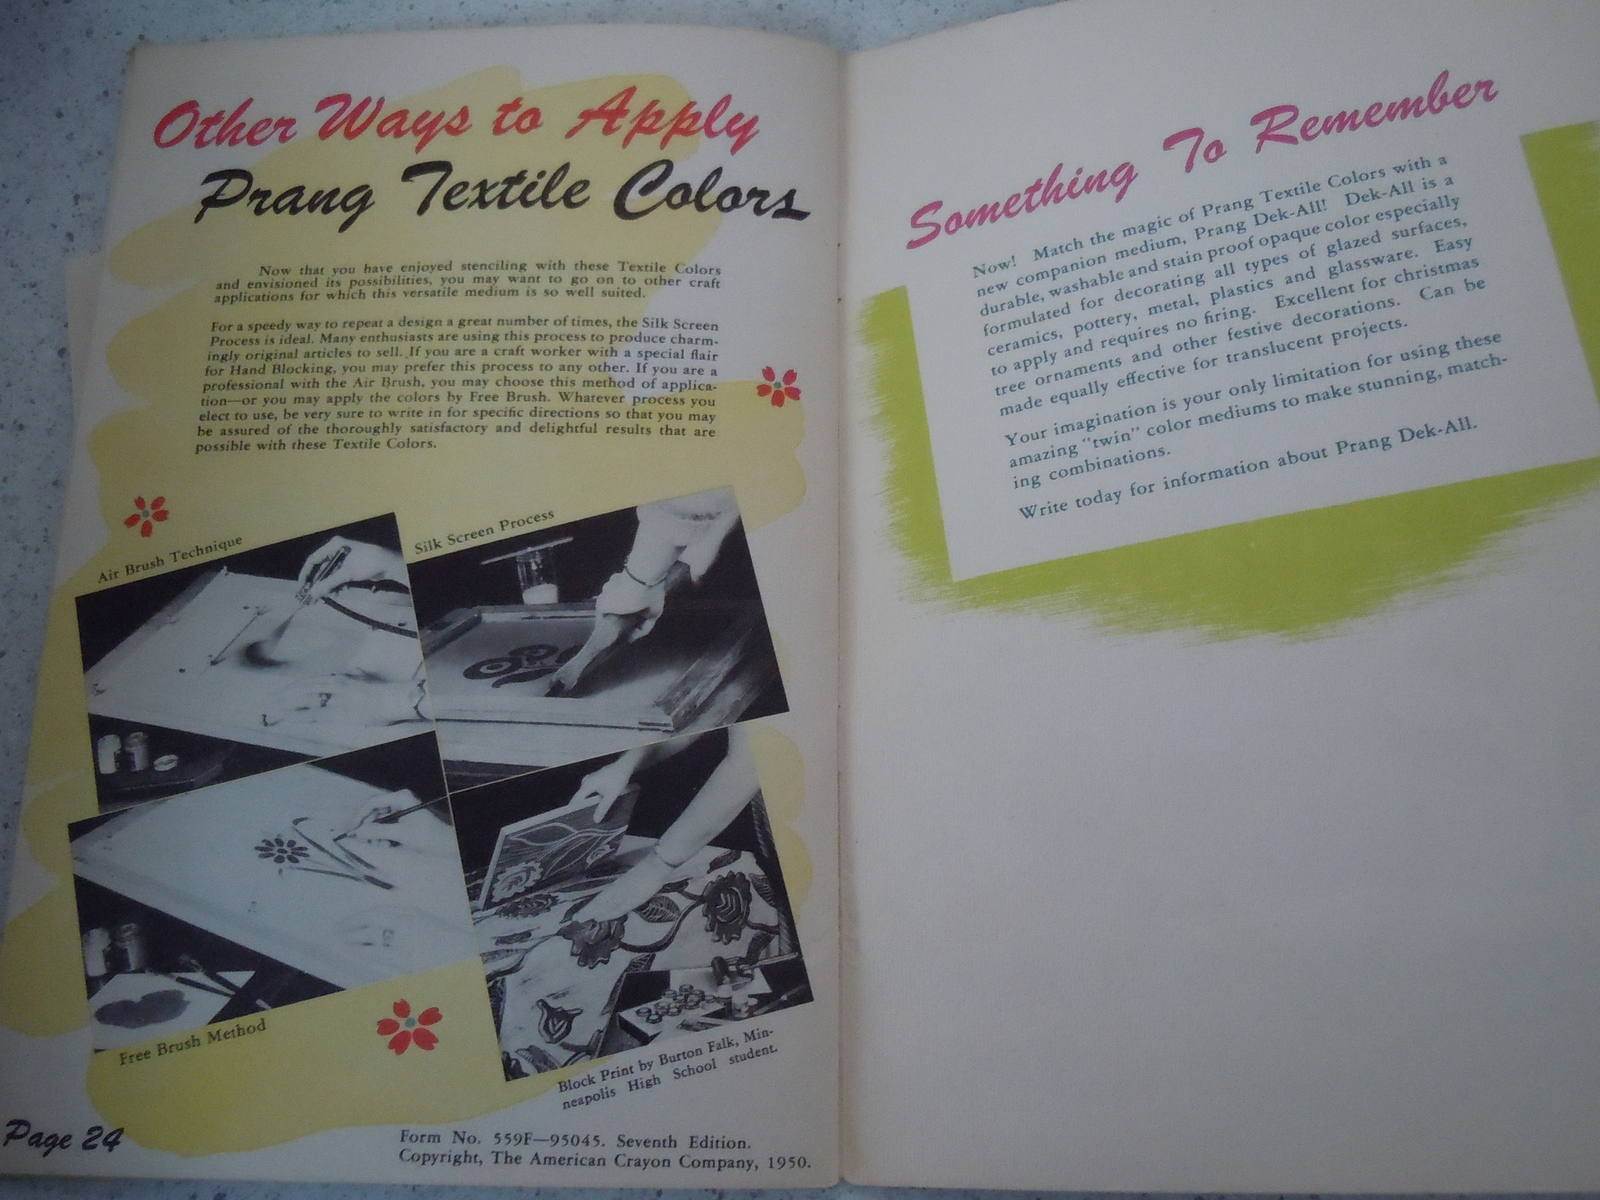 Other Ways to Apply
Prang Textile Colors
Now that you have enjoyed stenciling with these Textile Colors
and envisioned its possibilities, you may want to go on to other craft
applications for which this versatile medium is so well suited.
For a speedy way to repeat a design a great number of times, the Silk Screen
Process is ideal. Many enthusiasts are using this process to produce charm-
ingly original articles to sell. If you are a craft worker with a special flair
for Hand Blocking, you may prefer this process to any other. If you are a
professional with the Air Brush, you may choose this method of applica-
tion—or you may apply the colors by Free Brush. Whatever process you
elect to use, be very sure to write in for specific directions so that you may
be assured of the thoroughly satisfactory and delightful results that are
possible with these Textile Colors.
Air Brush Technique
Silk Screen Process
Free Brush Method
Block Print by Burton Falk, Min-
neapolis High School student.
Page 24
Form No. 559F—95045. Seventh Edition.
Copyright, The American Crayon Company, 1950.
Something To Remember
Now! Match the magic of Prang Textile Colors with a
new companion medium, Prang Dek-All! Dek-All is a
durable, washable and stain proof opaque color especially
formulated for decorating all types of glazed surfaces,
ceramics, pottery, metal, plastics and glassware. Easy
to apply and requires no firing. Excellent for christmas
tree ornaments and other festive decorations. Can be
made equally effective for translucent projects.
Your imagination is your only limitation for using these
amazing "twin" color mediums to make stunning, match-
ing combinations.
Write today for information about Prang Dek-All.